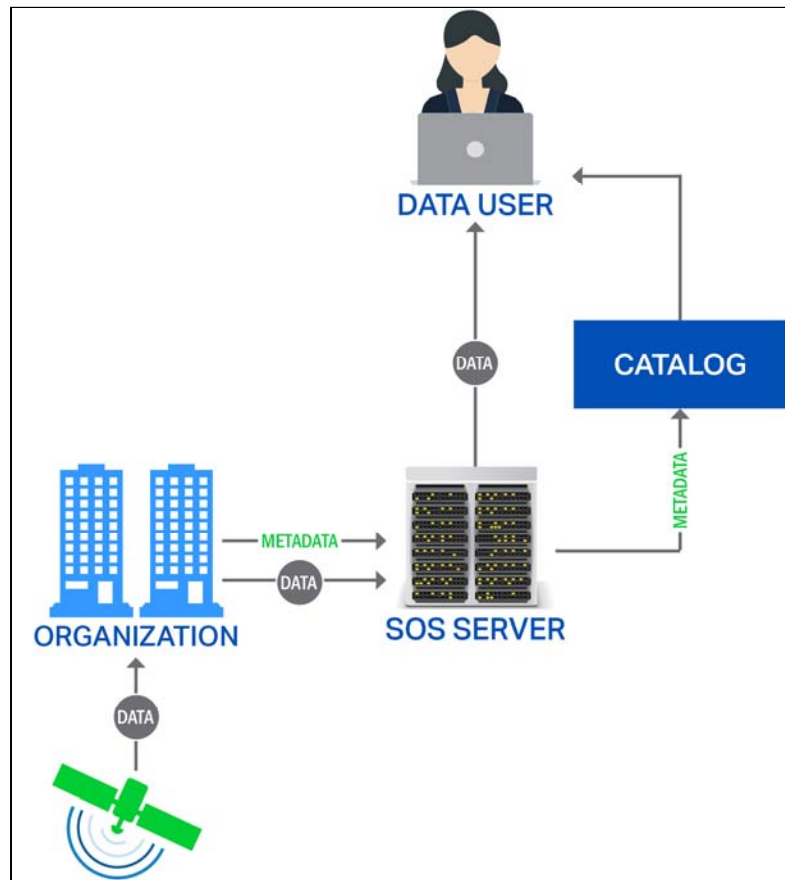 DATA USER
DATA
CATALOG
METADATA
METADATA
DATA
SOS SERVER
ORGANIZATION
DATA